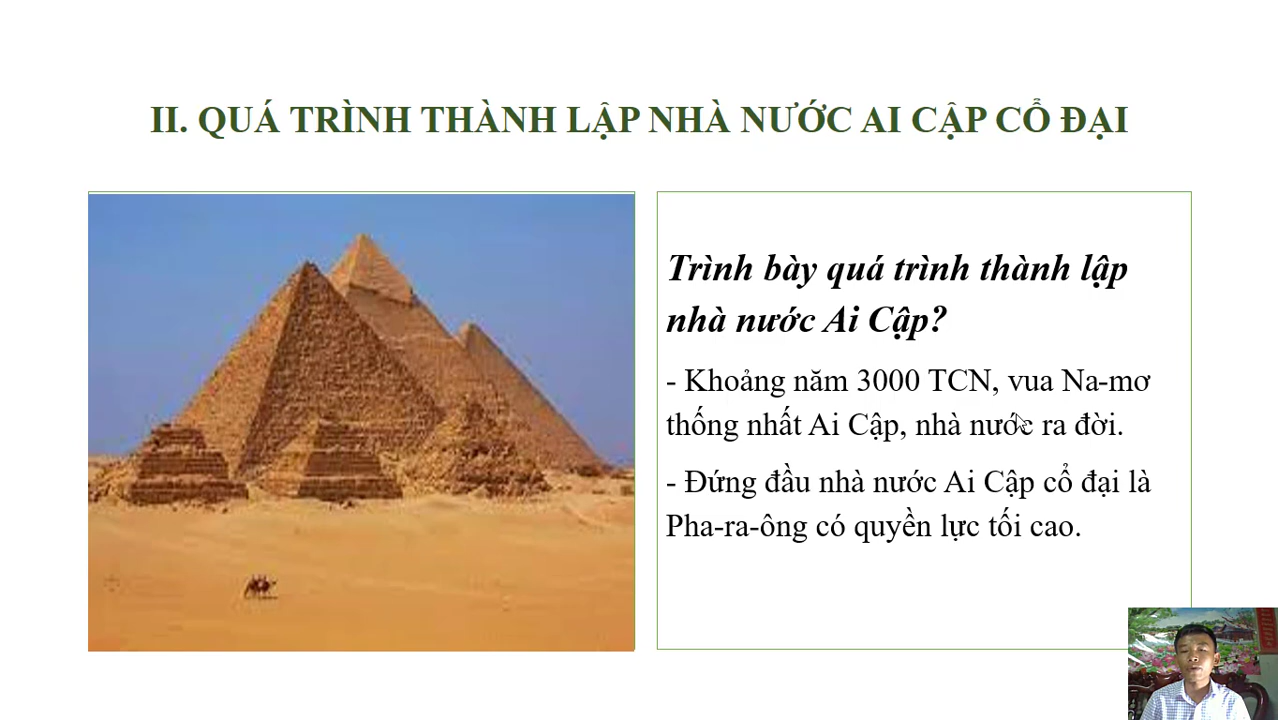 II. QUÁ TRÌNH THÀNH LẬP NHÀ NƯỚC AI CẬP CỔ ĐẠI
Trình bày quá trình thành lập
nhà nước Ai Cập?
- Khoảng năm 3000 TCN, vua Na-mơ
thống nhất Ai Cập, nhà nước ra đời.
- Đứng đầu nhà nước Ai Cập cổ đại là
Pha-ra-ông có quyền lực tối cao.